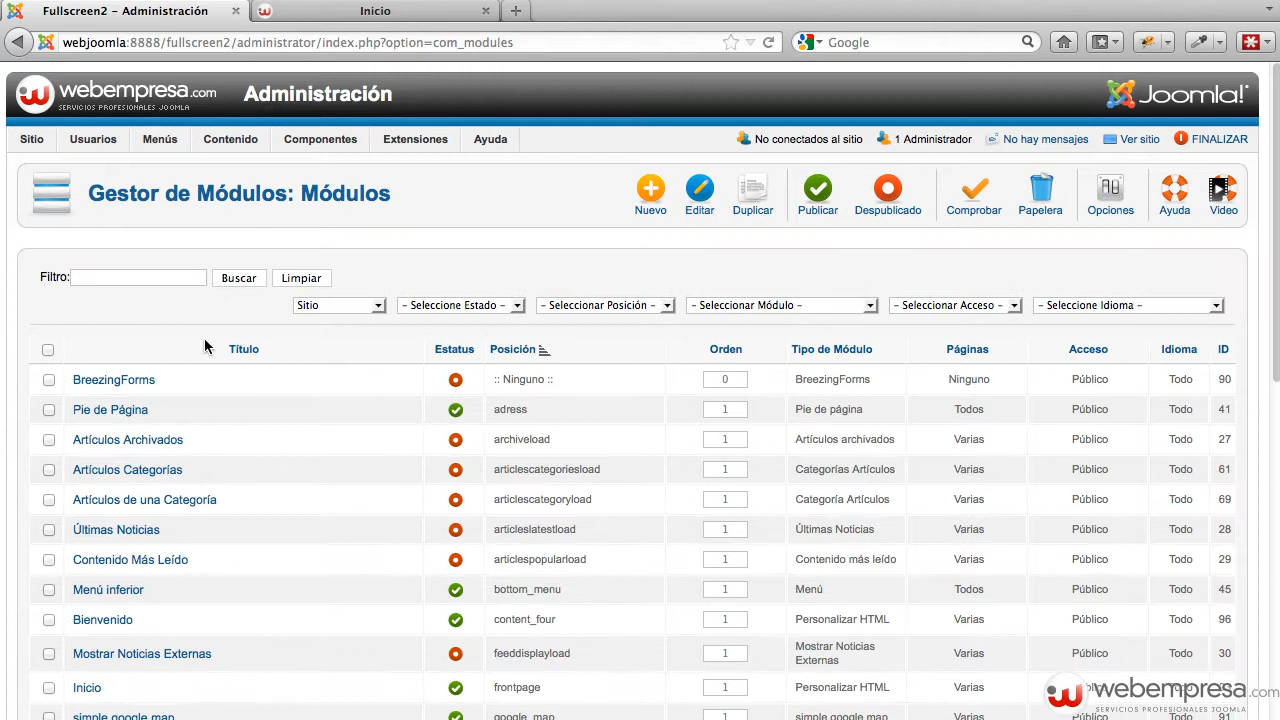 Fullscreen2 – Administración
Inicio
webjoomla:8888/fullscreen2/administrator/index.php?option=com_modules
Google
webempresa.com
SERVICIOS PROFESIONALES JOOMLA
Administración
Joomla!
Sitio Usuarios Menús Contenido Componentes Extensiones Ayuda
No conectados al sitio 1 Administrador No hay mensajes Ver sitio FINALIZAR
Gestor de Módulos: Módulos
Nuevo Editar Duplicar Publicar Despublicado Comprobar Papelera Opciones Ayuda Video
Filtro: Buscar Limpiar
Sitio – Seleccione Estado – – Seleccionar Posición – – Seleccionar Módulo – – Seleccionar Acceso – – Seleccione Idioma –
Título Estatus Posición Orden Tipo de Módulo Páginas Acceso Idioma ID
BreezingForms :: Ninguno :: 0 BreezingForms Ninguno Público Todo 90
Pie de Página adress 1 Pie de página Todos Público Todo 41
Artículos Archivados archiveload 1 Artículos archivados Varias Público Todo 27
Artículos Categorías articlescategoriesload 1 Categorías Artículos Varias Público Todo 61
Artículos de una Categoría articlescategoryload 1 Categoría Artículos Varias Público Todo 69
Últimas Noticias articleslatestload 1 Últimas Noticias Varias Público Todo 28
Contenido Más Leído articlespopularload 1 Contenido más leído Varias Público Todo 29
Menú inferior bottom_menu 1 Menú Todos Público Todo 45
Bienvenido content_four 1 Personalizar HTML Varias Público Todo 96
Mostrar Noticias Externas feeddisplayload 1 Mostrar Noticias Externas Varias Público Todo 30
Inicio frontpage 1 Personalizar HTML Varias
simple google map google_map 1
webempresa.com
SERVICIOS PROFESIONALES JOOMLA